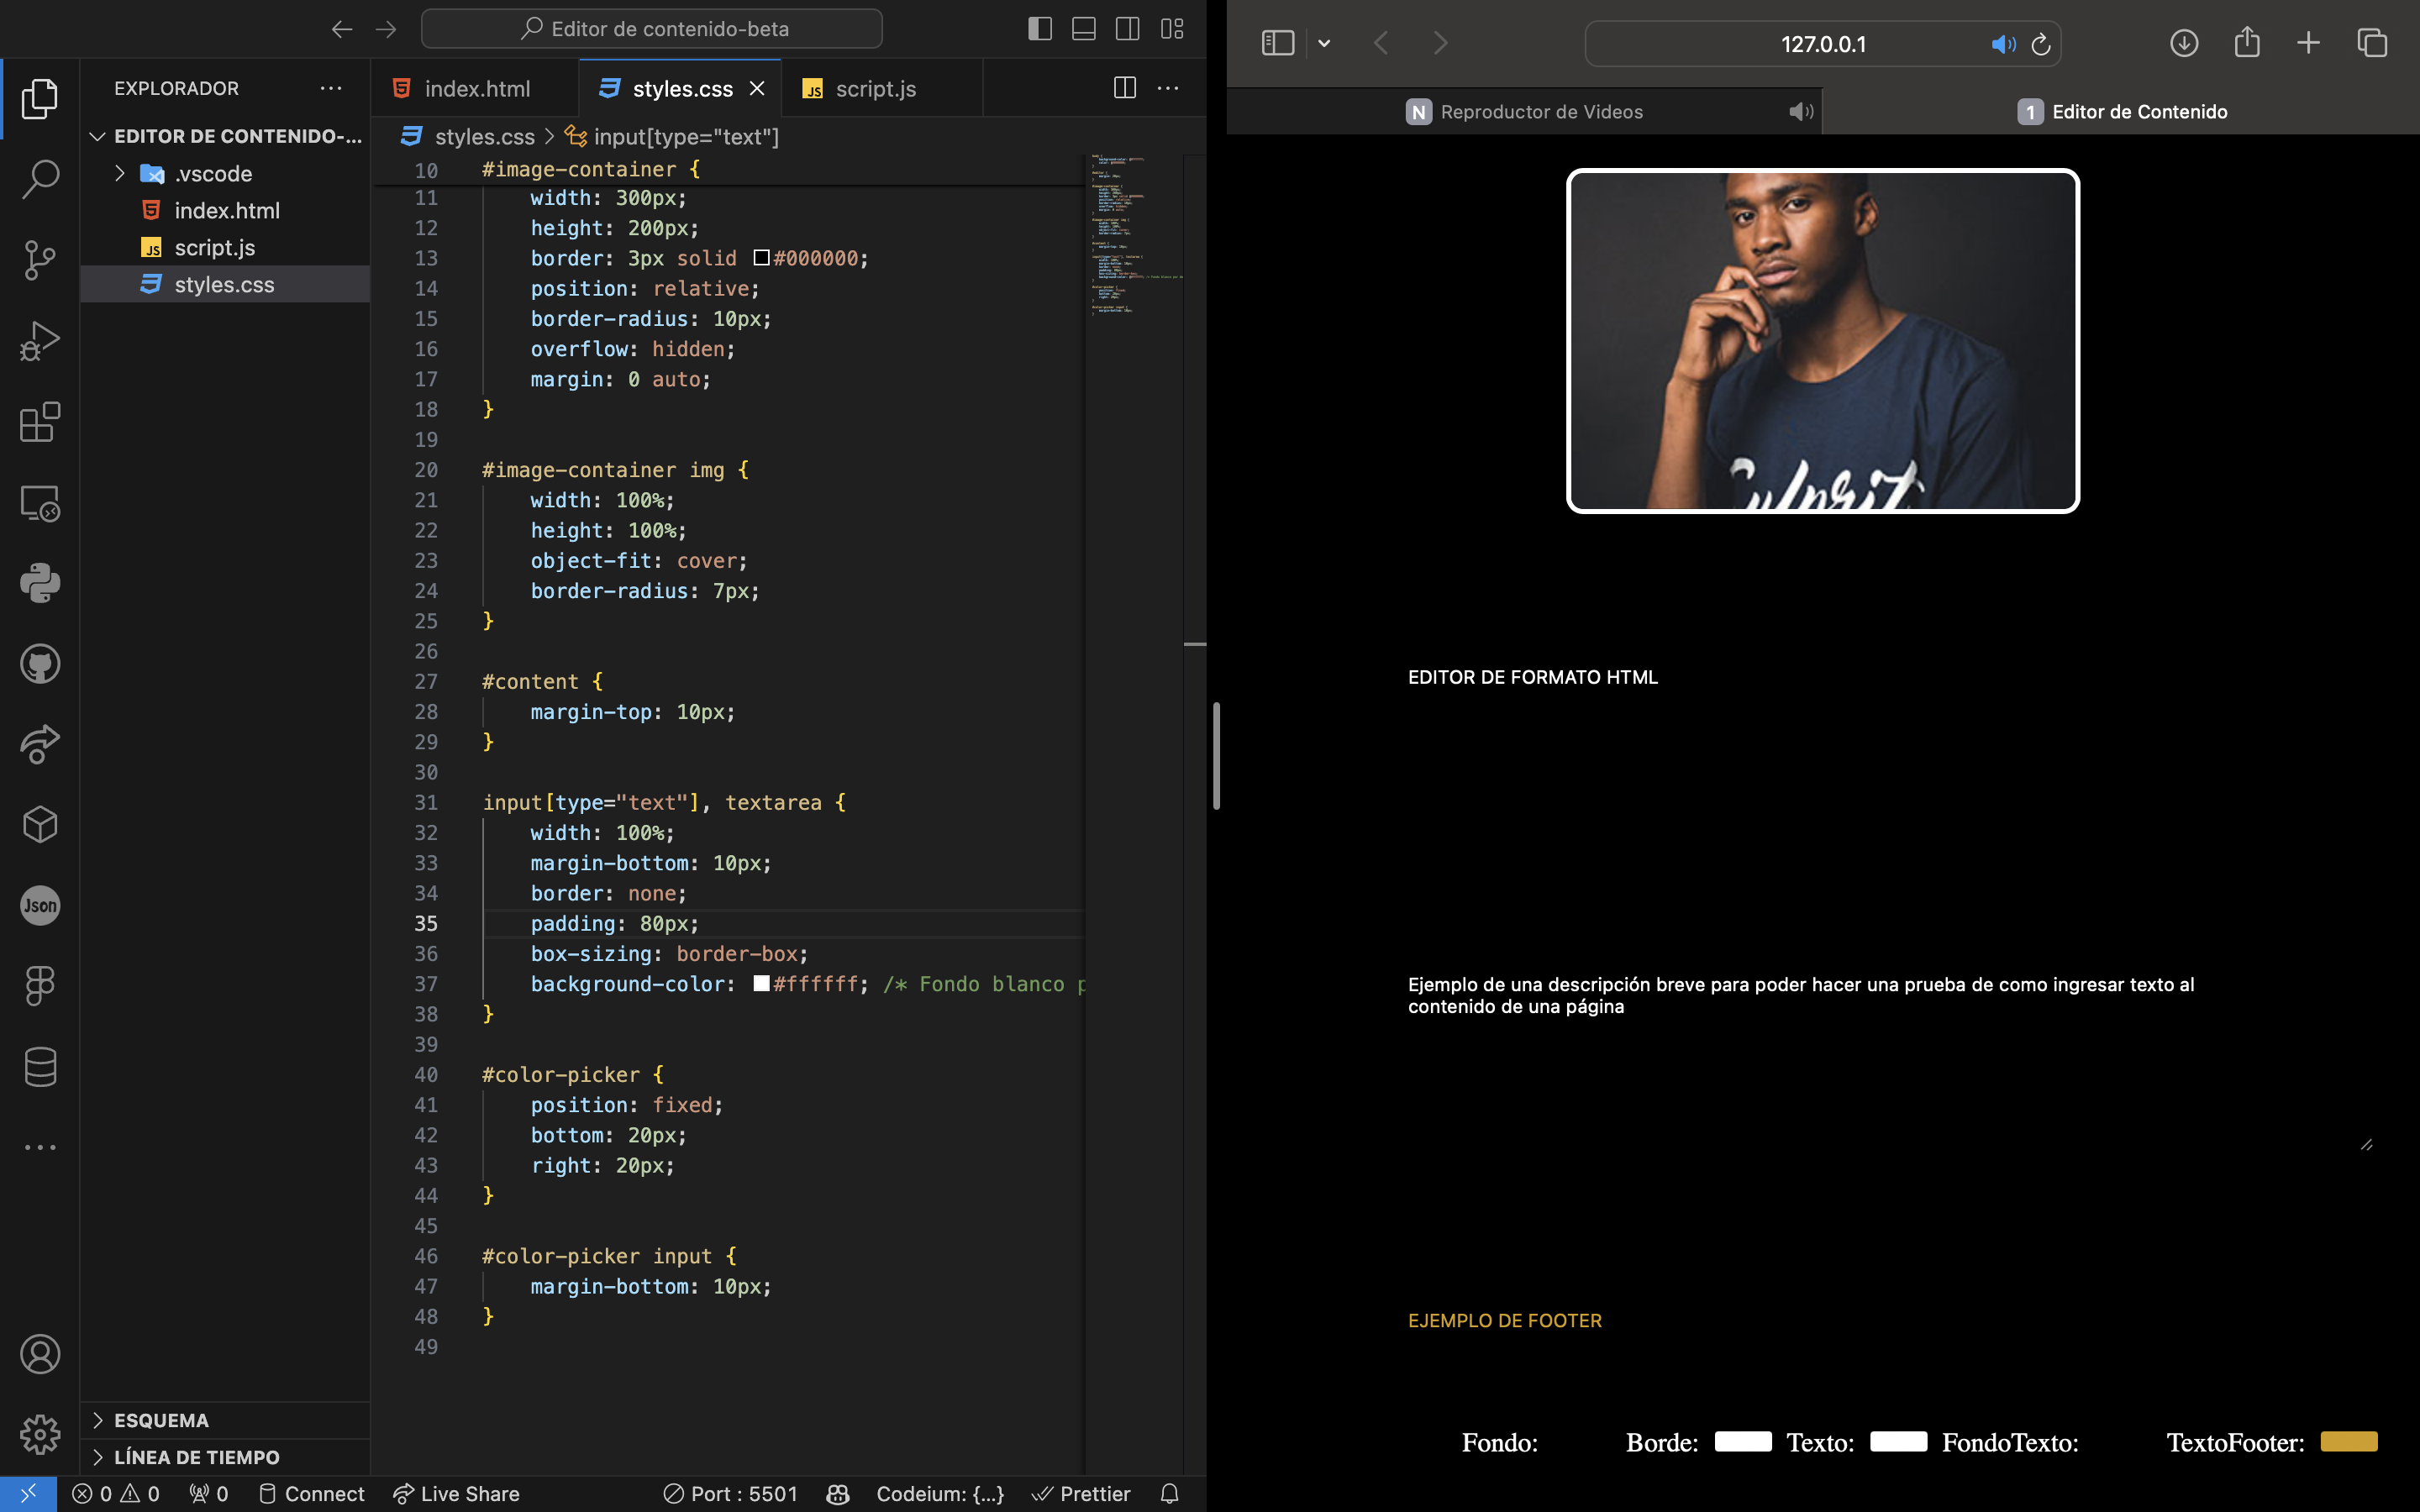 Editor de contenido-beta
EXPLORADOR
EDITOR DE CONTENIDO-...
.vscode
index.html
script.js
styles.css
ESQUEMA
LÍNEA DE TIEMPO
index.html
styles.css
script.js
styles.css > input[type="text"]
10 #image-container {
11 width: 300px;
12 height: 200px;
13 border: 3px solid #000000;
14 position: relative;
15 border-radius: 10px;
16 overflow: hidden;
17 margin: 0 auto;
18 }
19
20 #image-container img {
21 width: 100%;
22 height: 100%;
23 object-fit: cover;
24 border-radius: 7px;
25 }
26
27 #content {
28 margin-top: 10px;
29 }
30
31 input[type="text"], textarea {
32 width: 100%;
33 margin-bottom: 10px;
34 border: none;
35 padding: 80px;
36 box-sizing: border-box;
37 background-color: #ffffff; /* Fondo blanco p
38 }
39
40 #color-picker {
41 position: fixed;
42 bottom: 20px;
43 right: 20px;
44 }
45
46 #color-picker input {
47 margin-bottom: 10px;
48 }
49
Json
0 0 0 Connect Live Share Port : 5501 Codeium: {...} Prettier
127.0.0.1
N Reproductor de Videos
1 Editor de Contenido
Culprit
EDITOR DE FORMATO HTML
Ejemplo de una descripción breve para poder hacer una prueba de como ingresar texto al
contenido de una página
EJEMPLO DE FOOTER
Fondo: Borde: Texto: FondoTexto: TextoFooter: